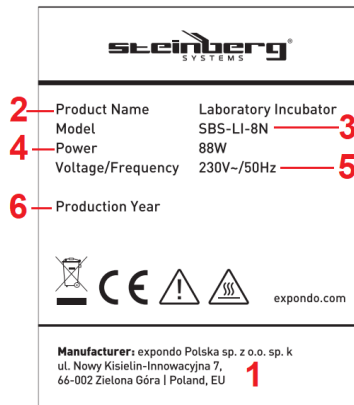 steinberg®
SYSTEMS
2 Product Name Laboratory Incubator
Model SBS-LI-8N 3
4 Power 88W
Voltage/Frequency 230V~/50Hz 5
6 Production Year
CE
expondo.com
Manufacturer: expondo Polska sp. z o.o. sp. k
ul. Nowy Kisielin-Innowacyjna 7,
66-002 Zielona Góra | Poland, EU 1